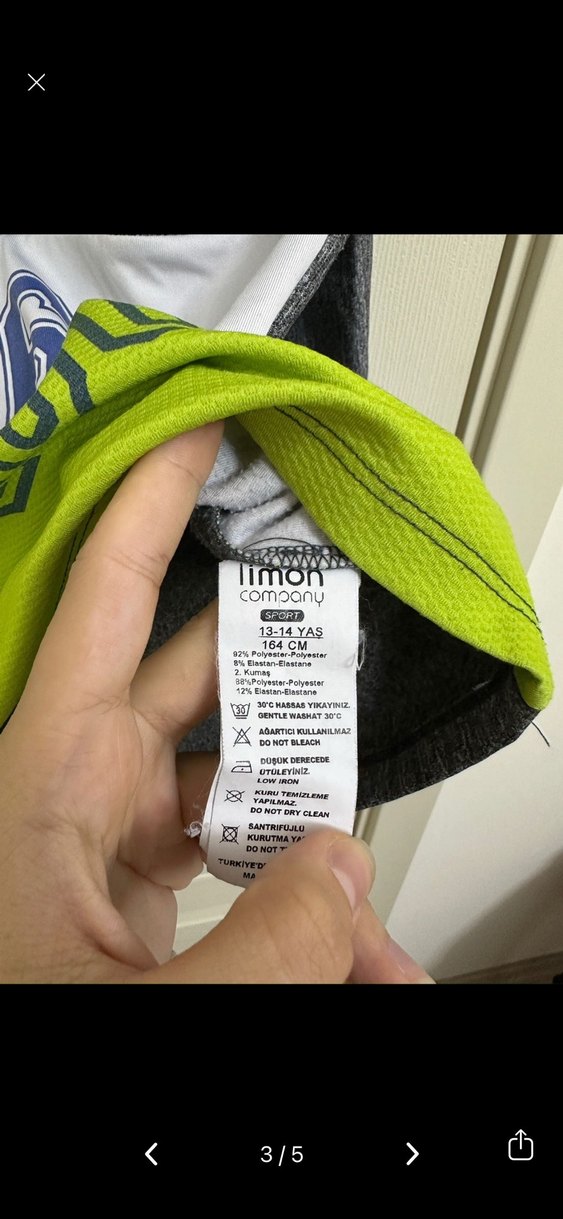 limon
company
SPORT
13-14 YAŞ
164 CM
92% Polyester-Polyester
8% Elastan-Elastane
2. Kumaş
88%Polyester-Polyester
12% Elastan-Elastane
30
30°C HASSAS YIKAYINIZ.
GENTLE WASHAT 30°C
AĞARTICI KULLANILMAZ
DO NOT BLEACH
DÜŞÜK DERECEDE
ÜTÜLEYİNİZ.
LOW IRON
KURU TEMİZLEME
YAPILMAZ.
DO NOT DRY CLEAN
SANTRİFÜJLÜ
KURUTMA
DO NOT
3 / 5